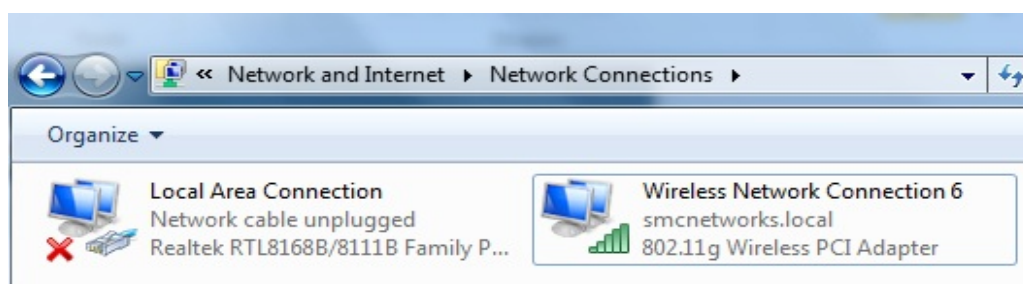 « Network and Internet ▸ Network Connections ▸
Organize ▾
Local Area Connection
Network cable unplugged
Realtek RTL8168B/8111B Family P...
Wireless Network Connection 6
smcnetworks.local
802.11g Wireless PCI Adapter